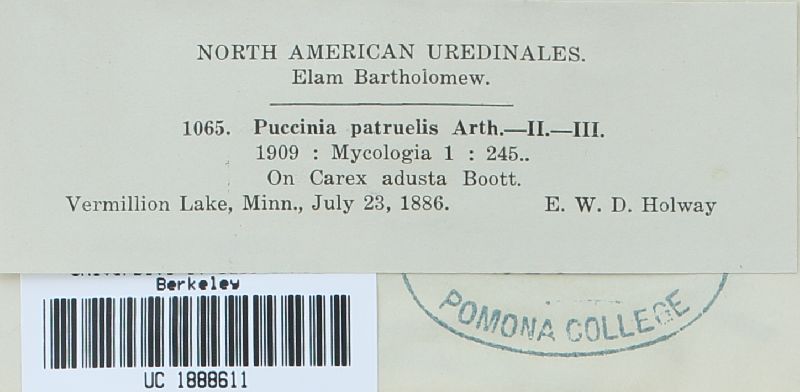 NORTH AMERICAN UREDINALES.
Elam Bartholomew.
1065. Puccinia patruelis Arth.—II.—III.
1909 : Mycologia 1 : 245..
On Carex adusta Boott.
Vermillion Lake, Minn., July 23, 1886. E. W. D. Holway
Berkeley
UC 1888611
POMONA COLLEGE